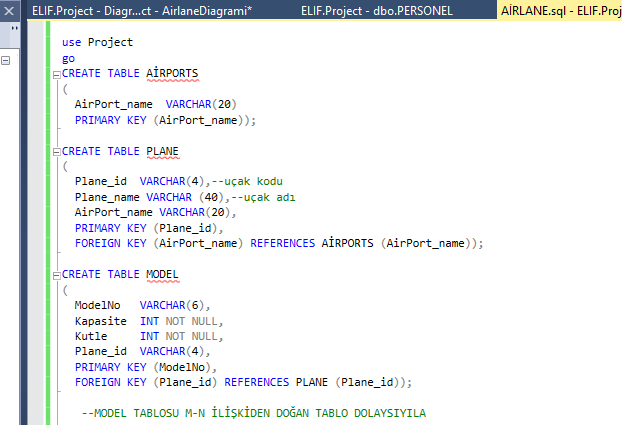 ELIF.Project - Diagr...ct - AirlaneDiagrami*    ELIF.Project - dbo.PERSONEL    AİRLANE.sql - ELIF.Proj
use Project
go
CREATE TABLE AİRPORTS
(
AirPort_name  VARCHAR(20)
PRIMARY KEY (AirPort_name));
CREATE TABLE PLANE
(
Plane_id  VARCHAR(4),--uçak kodu
Plane_name VARCHAR (40),--uçak adı
AirPort_name VARCHAR(20),
PRIMARY KEY (Plane_id),
FOREIGN KEY (AirPort_name) REFERENCES AİRPORTS (AirPort_name));
CREATE TABLE MODEL
(
ModelNo   VARCHAR(6),
Kapasite  INT NOT NULL,
Kutle     INT NOT NULL,
Plane_id  VARCHAR(4),
PRIMARY KEY (ModelNo),
FOREIGN KEY (Plane_id) REFERENCES PLANE (Plane_id));
--MODEL TABLOSU M-N İLİŞKİDEN DOĞAN TABLO DOLAYSIYILA